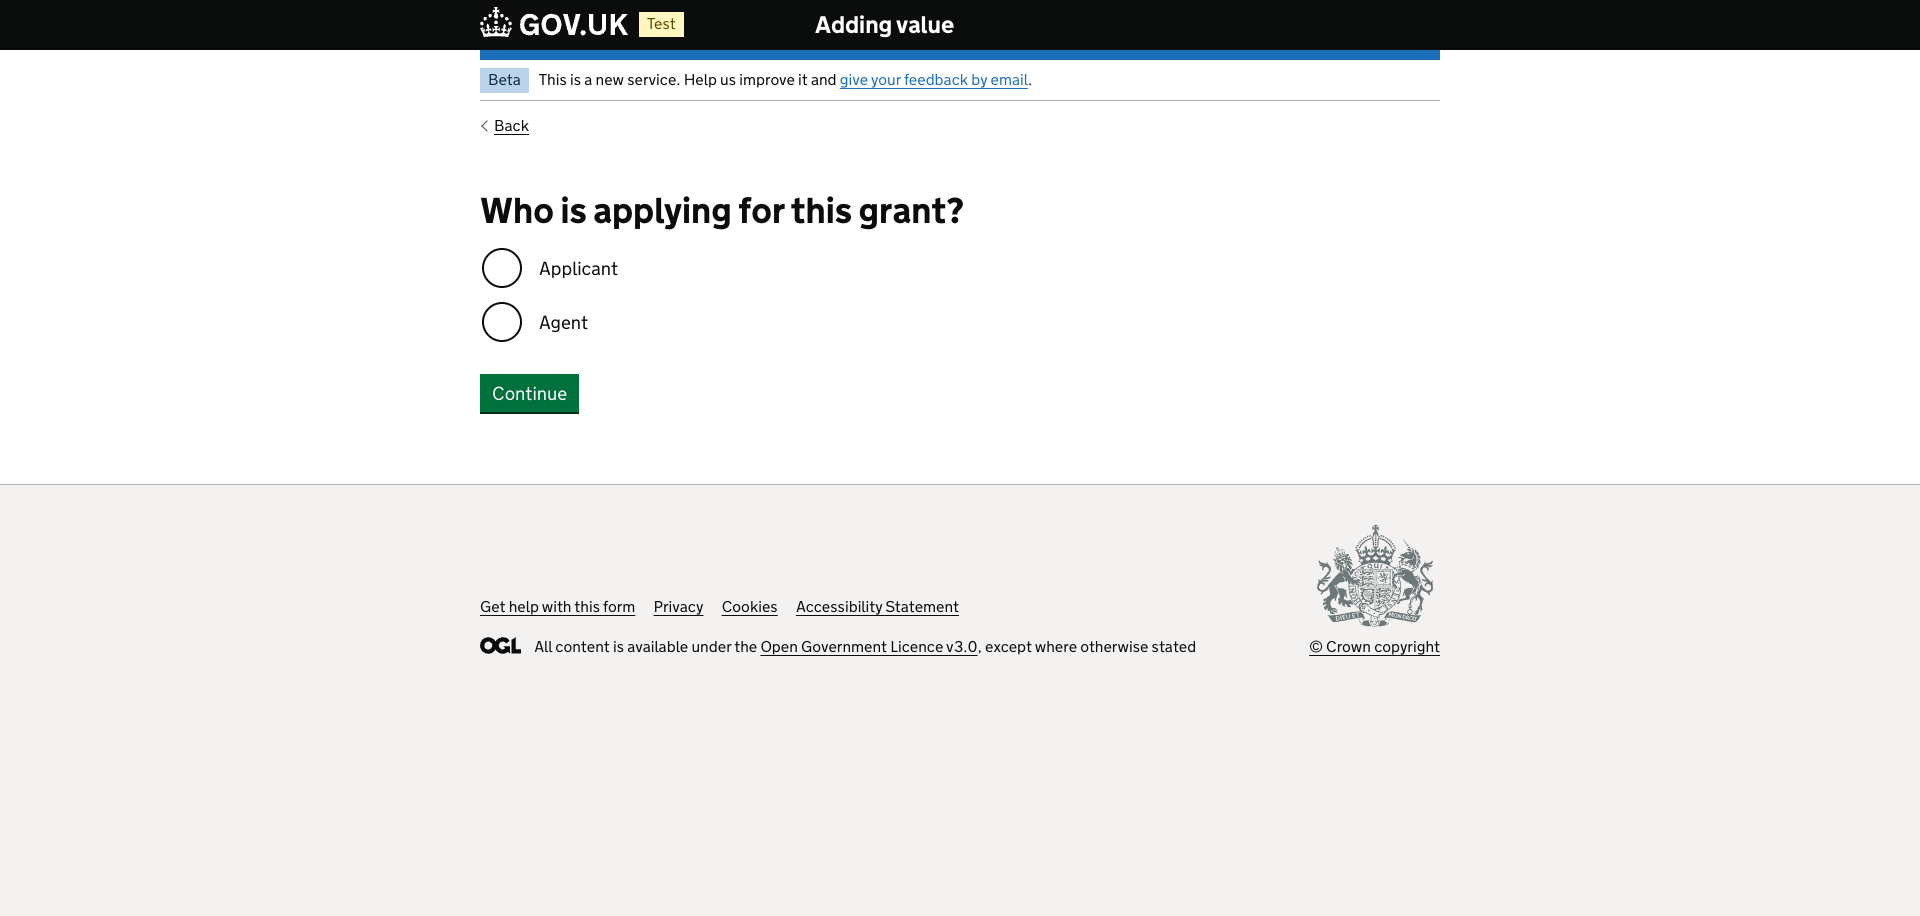 GOV.UK Test Adding value
Beta This is a new service. Help us improve it and give your feedback by email.
Back
Who is applying for this grant?
Applicant
Agent
Continue
Get help with this form Privacy Cookies Accessibility Statement
OGL All content is available under the Open Government Licence v3.0, except where otherwise stated
© Crown copyright